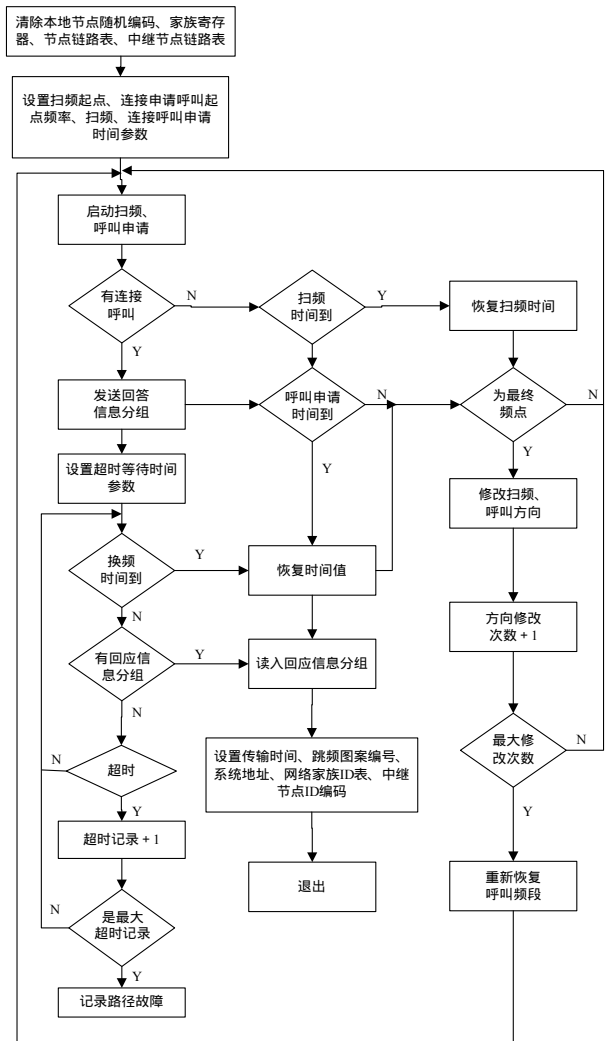 清除本地节点随机编码、家族寄存
器、节点链路表、中继节点链路表
设置扫频起点、连接申请呼叫起
点频率、扫频、连接呼叫申请
时间参数
启动扫频、
呼叫申请
有连接
呼叫
N
扫频
时间到
Y
恢复扫频时间
Y
发送回答
信息分组
呼叫申请
时间到
N
为最终
频点
N
Y
Y
设置超时等待时间
参数
修改扫频、
呼叫方向
换频
时间到
Y
恢复时间值
N
方向修改
次数 + 1
有回应信
息分组
Y
读入回应信息分组
N
设置传输时间、跳频图案编号、
系统地址、网络家族ID表、中继
节点ID编码
最大修
改次数
N
N
超时
Y
Y
超时记录 + 1
退出
重新恢复
呼叫频段
N
是最大
超时记录
Y
记录路径故障